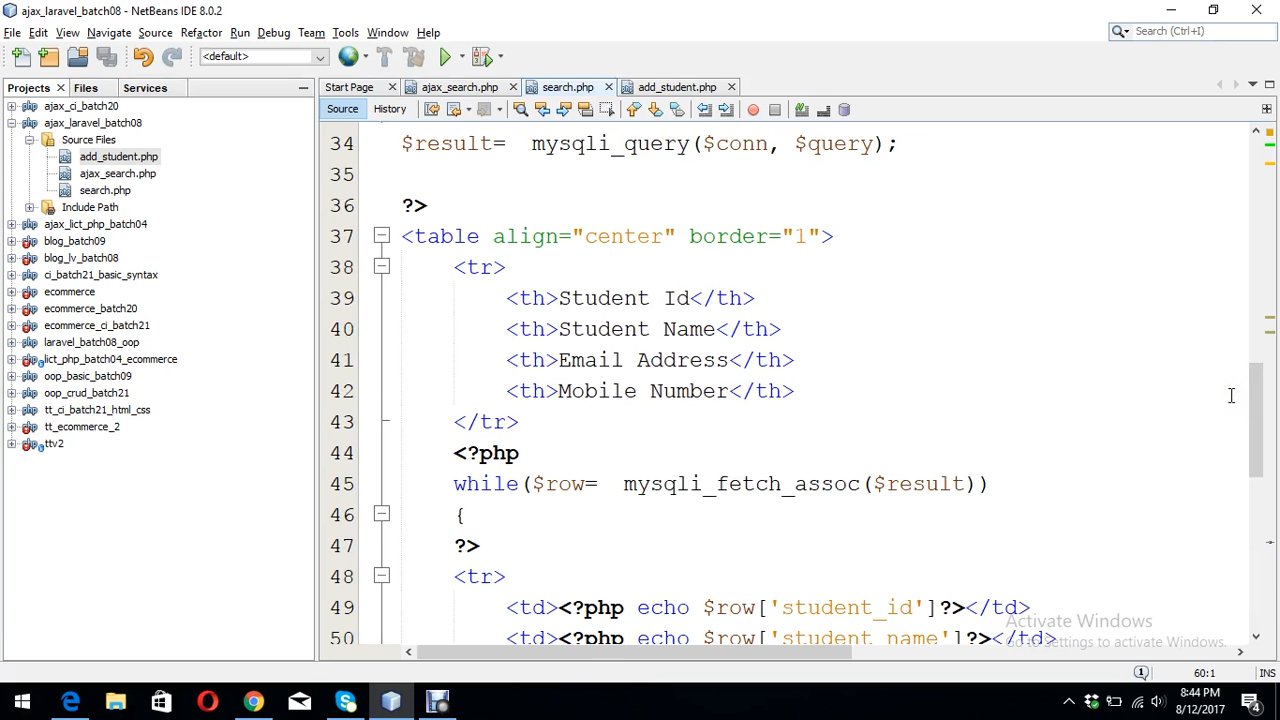 ajax_laravel_batch08 - NetBeans IDE 8.0.2
File Edit View Navigate Source Refactor Run Debug Team Tools Window Help
Search (Ctrl+I)
<default>
Projects Files Services
Start Page ajax_search.php search.php add_student.php
Source History
ajax_ci_batch20
ajax_laravel_batch08
Source Files
add_student.php
ajax_search.php
search.php
Include Path
ajax_lict_php_batch04
blog_batch09
blog_lv_batch08
ci_batch21_basic_syntax
ecommerce
ecommerce_batch20
ecommerce_ci_batch21
laravel_batch08_oop
lict_php_batch04_ecommerce
oop_basic_batch09
oop_crud_batch21
tt_ci_batch21_html_css
tt_ecommerce_2
ttv2
34 $result= mysqli_query($conn, $query);
35
36 ?>
37 <table align="center" border="1">
38 <tr>
39 <th>Student Id</th>
40 <th>Student Name</th>
41 <th>Email Address</th>
42 <th>Mobile Number</th>
43 </tr>
44 <?php
45 while($row= mysqli_fetch_assoc($result))
46 {
47 ?>
48 <tr>
49 <td><?php echo $row['student_id']?></td>
50 <td><?php echo $row['student_name']?></td>
Activate Windows
Go to Settings to activate Windows.
1 60:1 INS
8:44 PM
8/12/2017
4